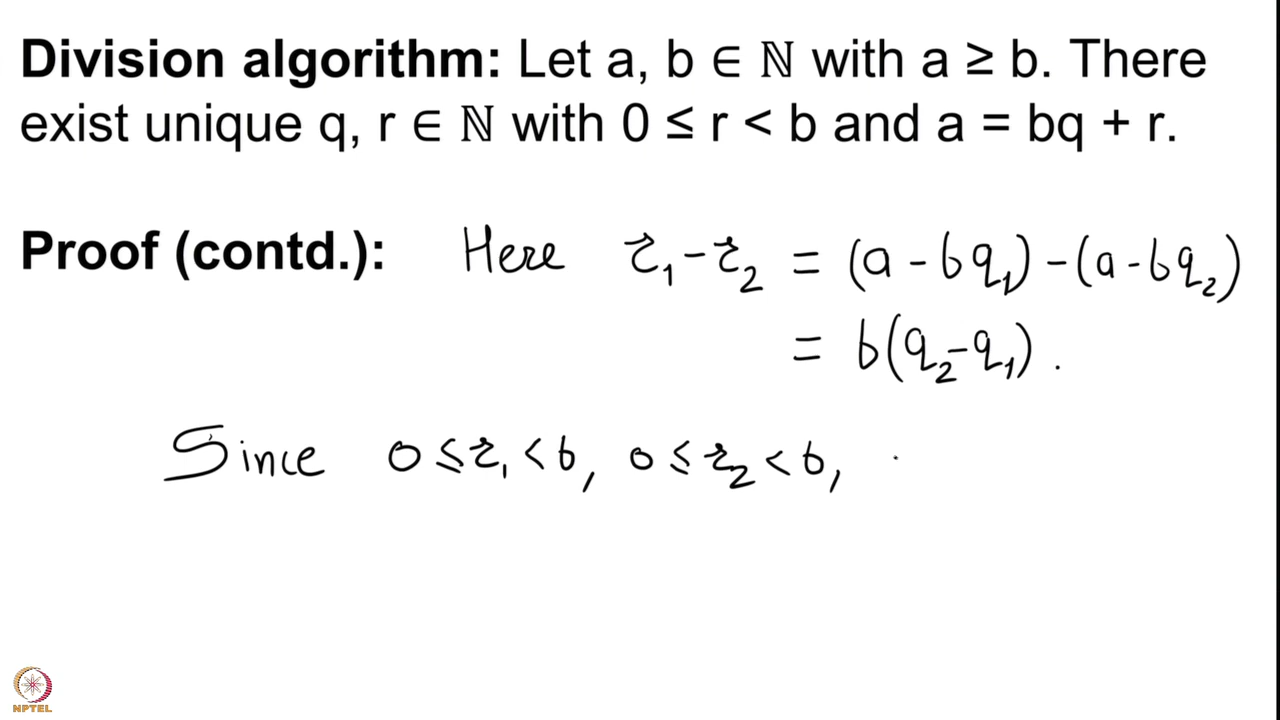 Division algorithm: Let a, b ∈ ℕ with a ≥ b. There
exist unique q, r ∈ ℕ with 0 ≤ r < b and a = bq + r.
Proof (contd.): Here r₁ - r₂ = (a - bq₁) - (a - bq₂)
= b(q₂ - q₁).
Since 0 ≤ r₁ < b, 0 ≤ r₂ < b,
NPTEL